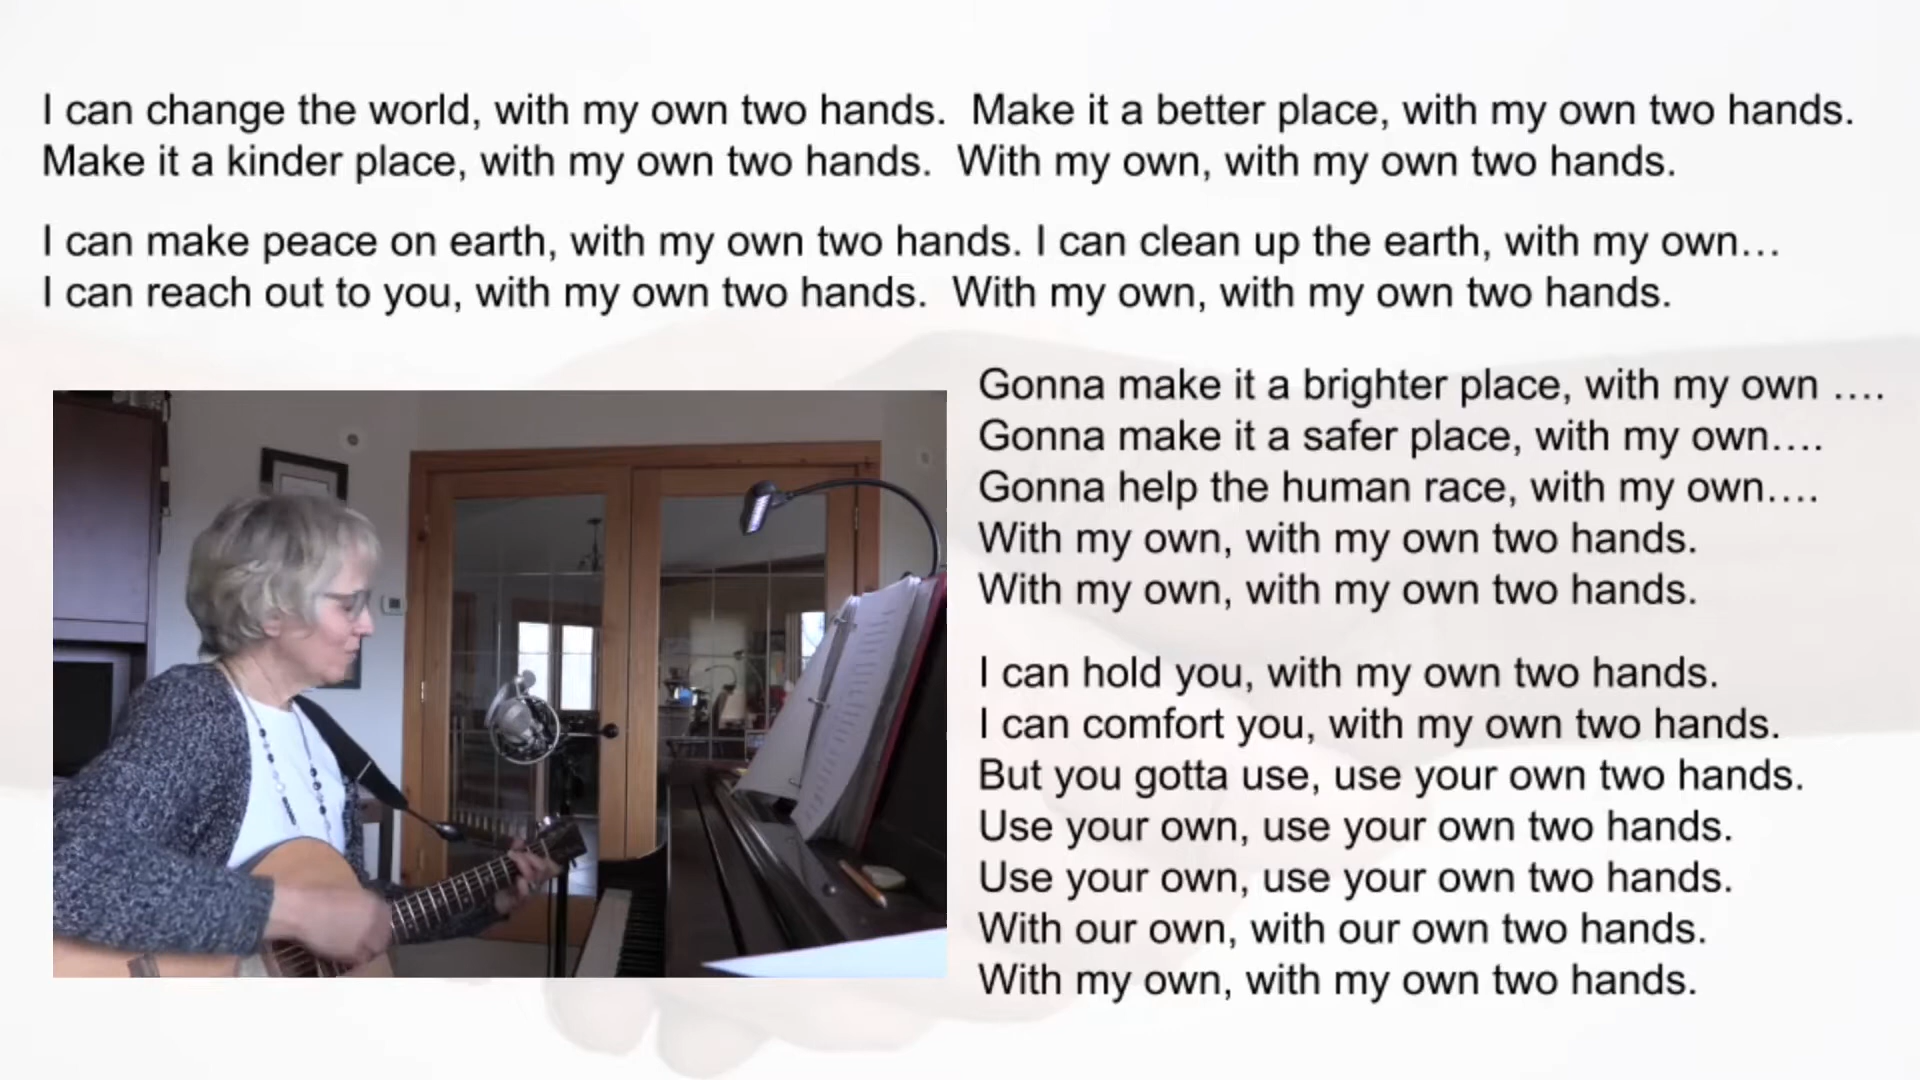 I can change the world, with my own two hands.  Make it a better place, with my own two hands.
Make it a kinder place, with my own two hands.  With my own, with my own two hands.
I can make peace on earth, with my own two hands. I can clean up the earth, with my own…
I can reach out to you, with my own two hands.  With my own, with my own two hands.
Gonna make it a brighter place, with my own ….
Gonna make it a safer place, with my own….
Gonna help the human race, with my own….
With my own, with my own two hands.
With my own, with my own two hands.
I can hold you, with my own two hands.
I can comfort you, with my own two hands.
But you gotta use, use your own two hands.
Use your own, use your own two hands.
Use your own, use your own two hands.
With our own, with our own two hands.
With my own, with my own two hands.